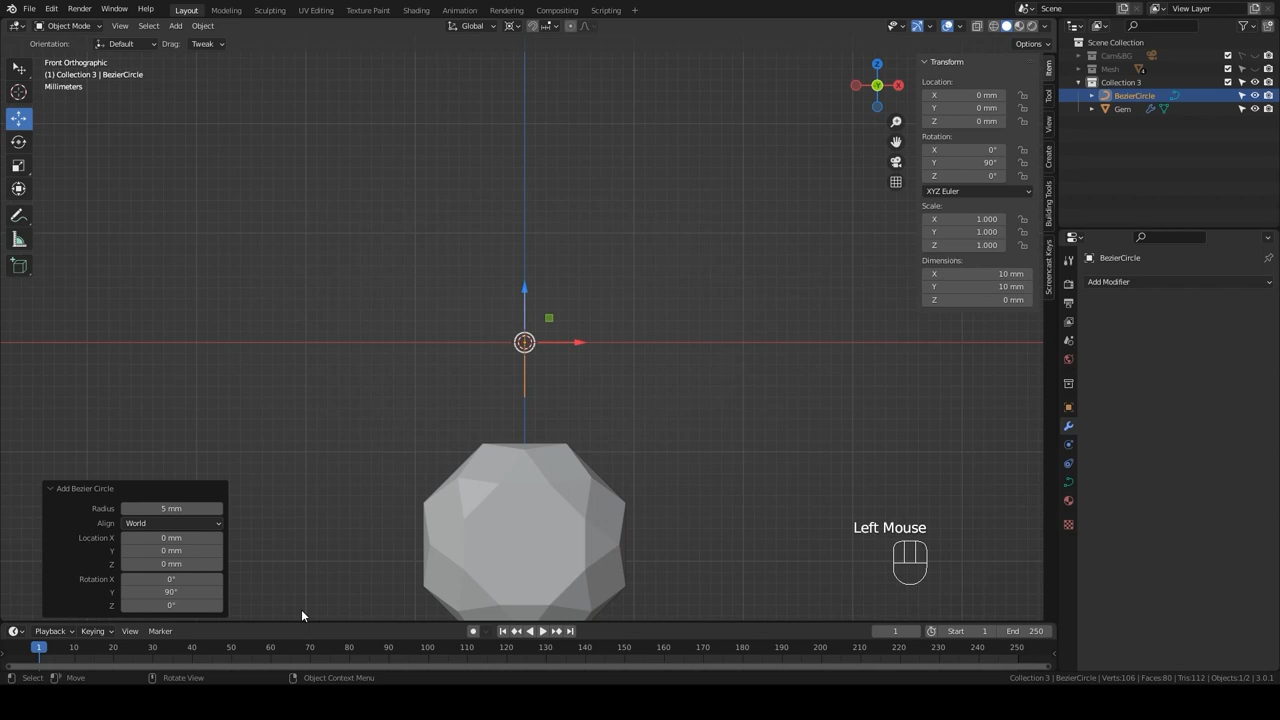 File Edit Render Window Help Layout Modeling Sculpting UV Editing Texture Paint Shading Animation Rendering Compositing Scripting + Scene View Layer
Object Mode View Select Add Object Global
Orientation: Default Drag: Tweak Options
Front Orthographic
(1) Collection 3 | BezierCircle
Millimeters
Z
Y
X
Transform
Location:
X 0 mm
Y 0 mm
Z 0 mm
Rotation:
X 0°
Y 90°
Z 0°
XYZ Euler
Scale:
X 1.000
Y 1.000
Z 1.000
Dimensions:
X 10 mm
Y 10 mm
Z 0 mm
Item
Tool
View
Create
Building Tools
Screencast Keys
Scene Collection
Cam&BG
Mesh 4
Collection 3
BezierCircle
Gem
BezierCircle
Add Modifier
Add Bezier Circle
Radius 5 mm
Align World
Location X 0 mm
Y 0 mm
Z 0 mm
Rotation X 0°
Y 90°
Z 0°
Left Mouse
Playback Keying View Marker 1 Start 1 End 250
1 10 20 30 40 50 60 70 80 90 100 110 120 130 140 150 160 170 180 190 200 210 220 230 240 250
Select Move Rotate View Object Context Menu Collection 3 | BezierCircle | Verts:106 | Faces:80 | Tris:112 | Objects:1/2 | 3.0.1